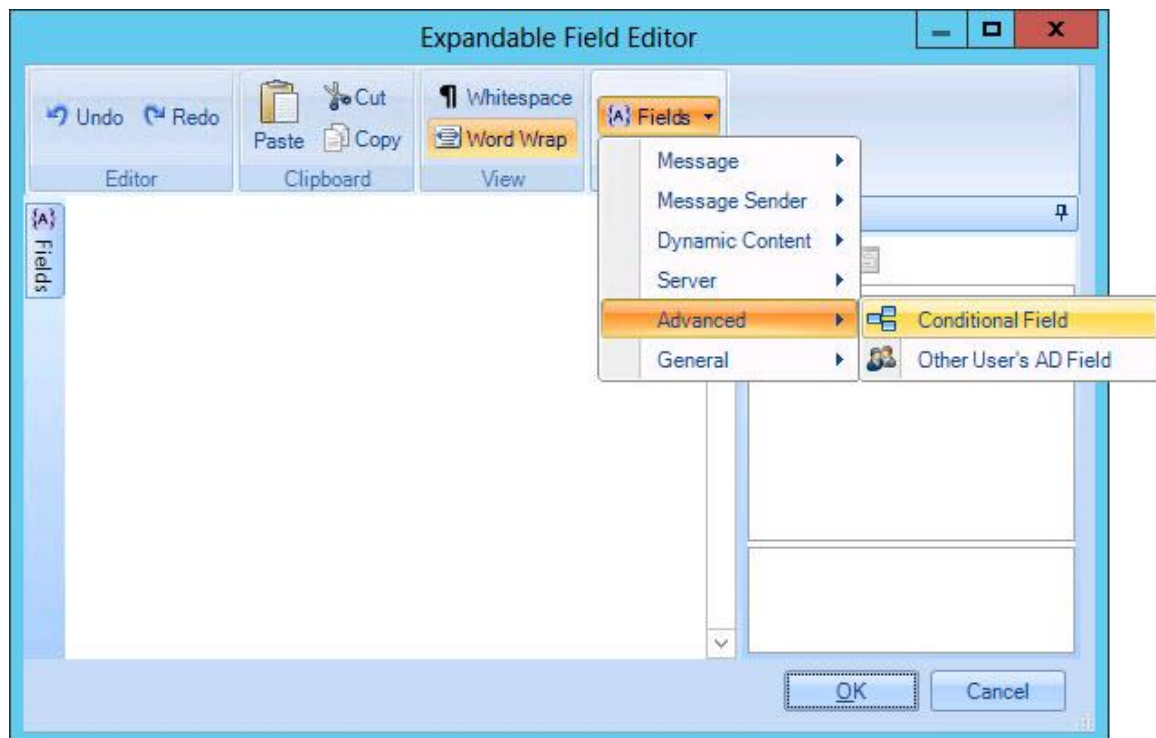 Expandable Field Editor
Undo
Redo
Paste
Cut
Copy
Whitespace
Word Wrap
{A} Fields
Editor
Clipboard
View
{A} Fields
Message
Message Sender
Dynamic Content
Server
Advanced
General
Conditional Field
Other User's AD Field
OK
Cancel